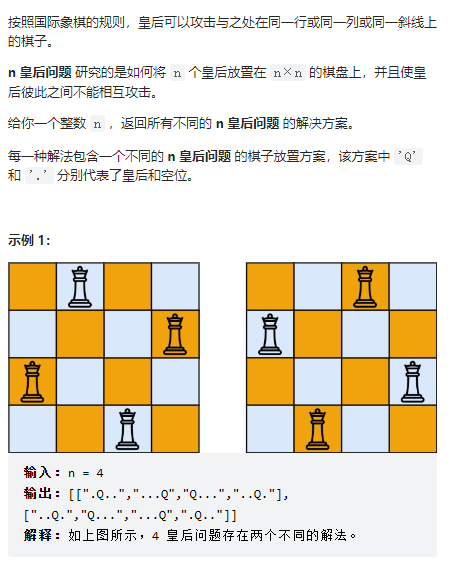 按照国际象棋的规则，皇后可以攻击与之处在同一行或同一列或同一斜线上
的棋子。
n 皇后问题 研究的是如何将 n 个皇后放置在 n×n 的棋盘上，并且使皇
后彼此之间不能相互攻击。
给你一个整数 n ，返回所有不同的 n 皇后问题 的解决方案。
每一种解法包含一个不同的 n 皇后问题 的棋子放置方案，该方案中 'Q'
和 '.' 分别代表了皇后和空位。
示例 1：
输入：n = 4
输出：[[".Q..","...Q","Q...","..Q."],
["..Q.","Q...","...Q",".Q.."]]
解释：如上图所示，4 皇后问题存在两个不同的解法。